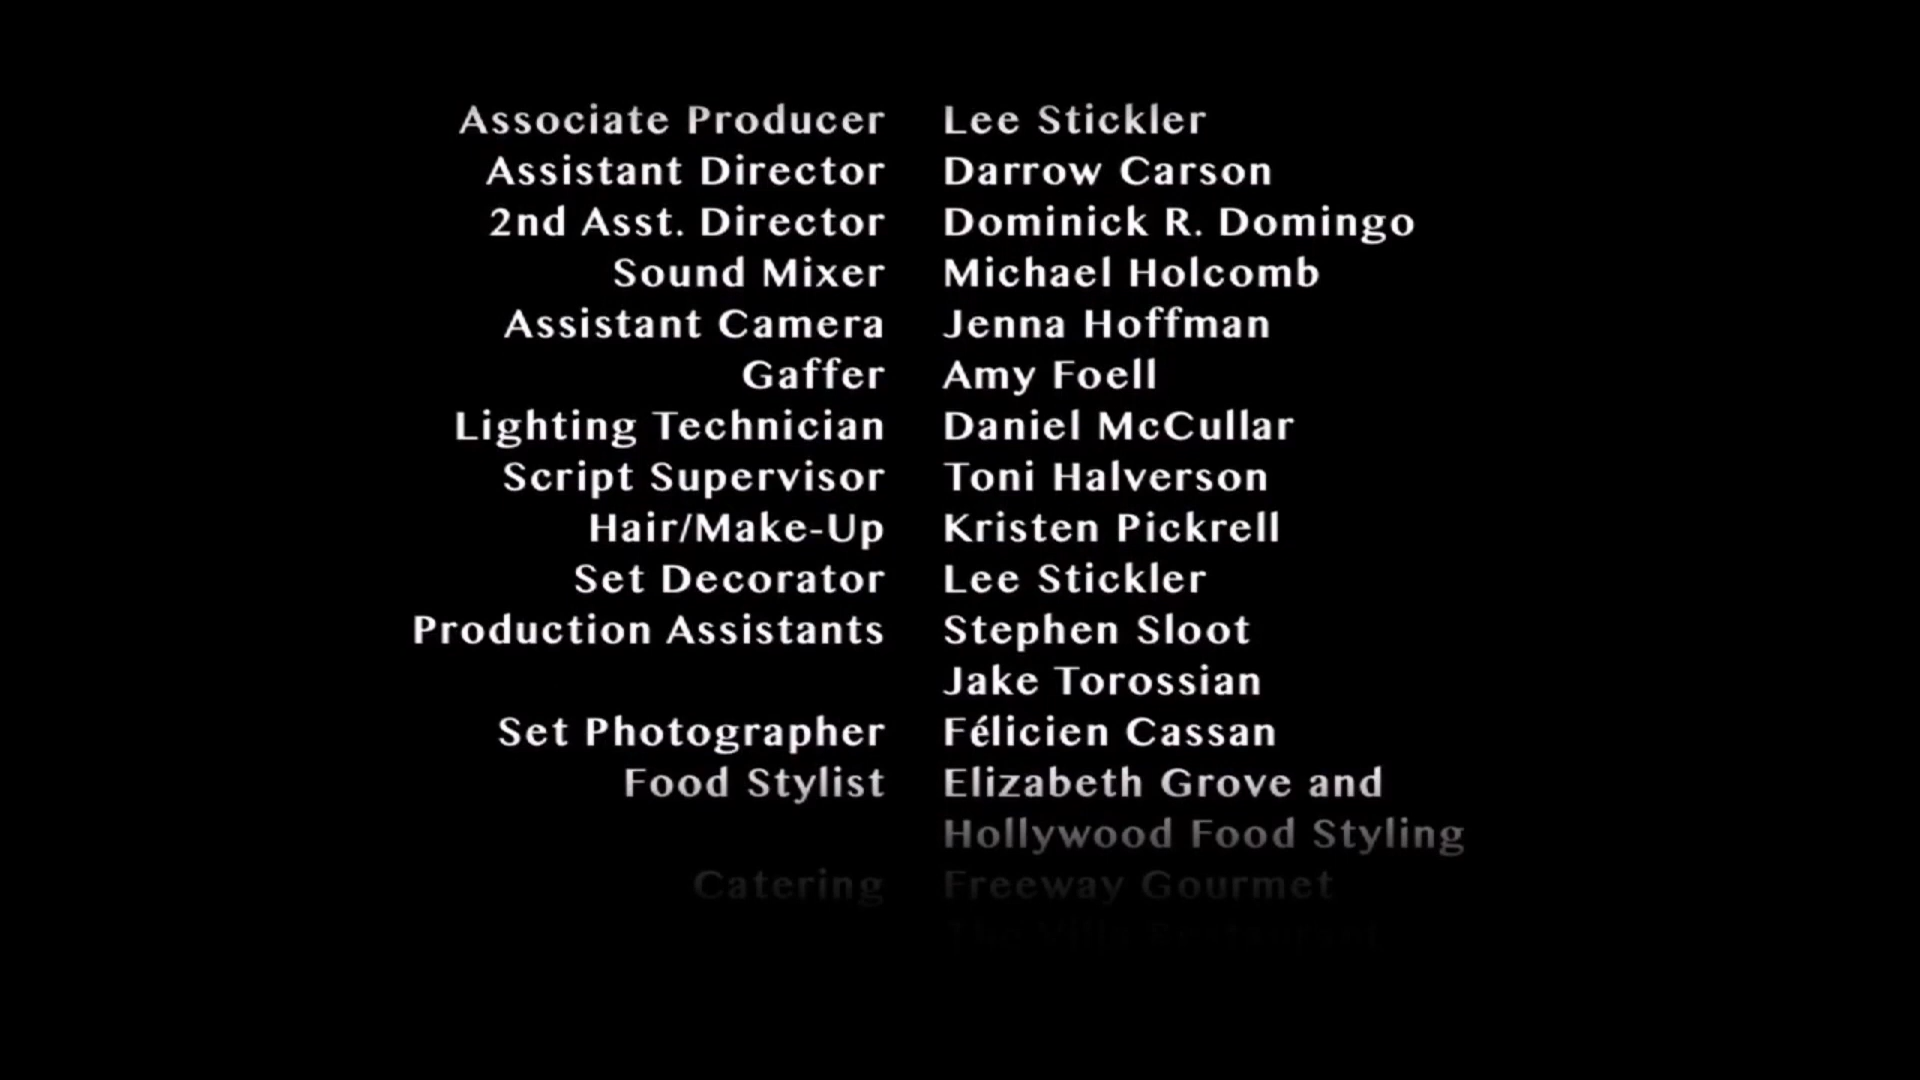 Associate Producer Lee Stickler
Assistant Director Darrow Carson
2nd Asst. Director Dominick R. Domingo
Sound Mixer Michael Holcomb
Assistant Camera Jenna Hoffman
Gaffer Amy Foell
Lighting Technician Daniel McCullar
Script Supervisor Toni Halverson
Hair/Make-Up Kristen Pickrell
Set Decorator Lee Stickler
Production Assistants Stephen Sloot
Jake Torossian
Set Photographer Félicien Cassan
Food Stylist Elizabeth Grove and
Hollywood Food Styling
Catering Freeway Gourmet
The Villa Restaurant